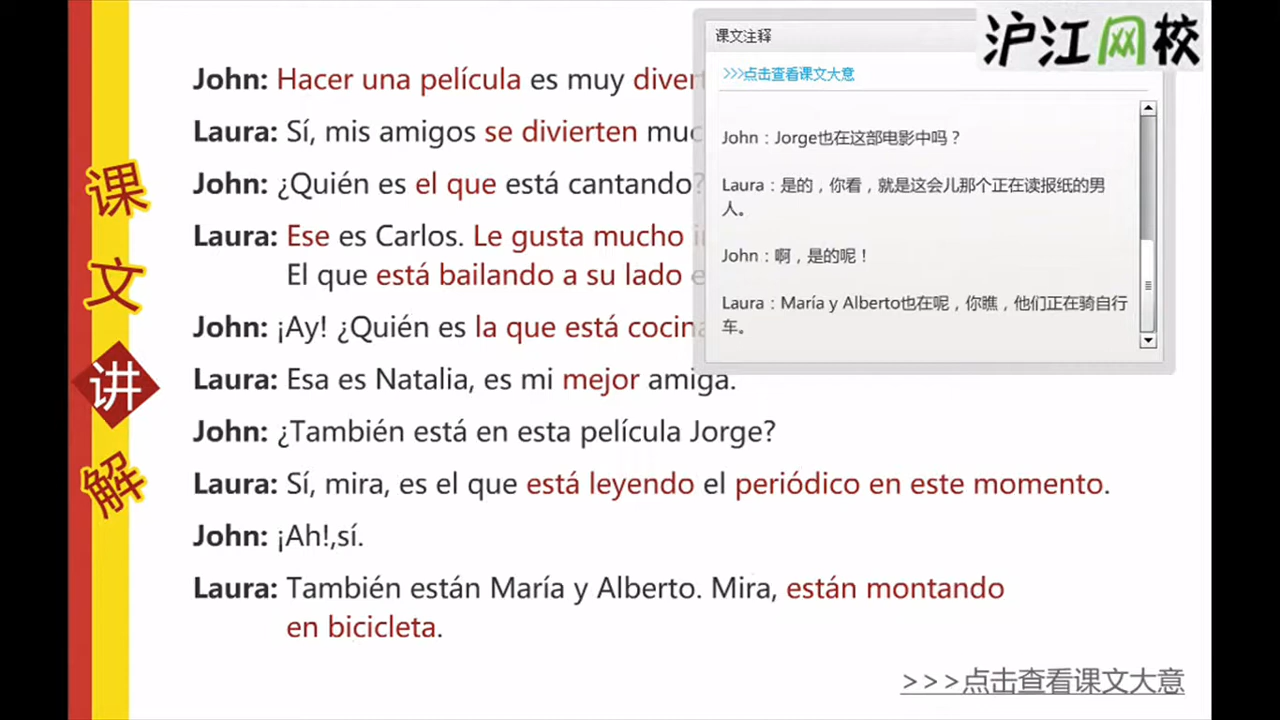 课文讲解
John: Hacer una película es muy
Laura: Sí, mis amigos se divierten
John: ¿Quién es el que está cantando?
Laura: Ese es Carlos. Le gusta mucho
El que está bailando a su lado
John: ¡Ay! ¿Quién es la que está
Laura: Esa es Natalia, es mi mejor amiga.
John: ¿También está en esta película Jorge?
Laura: Sí, mira, es el que está leyendo el periódico en este momento.
John: ¡Ah!,sí.
Laura: También están María y Alberto. Mira, están montando
en bicicleta.
>>>点击查看课文大意
沪江网校
课文注释
>>>点击查看课文大意
John：Jorge也在这部电影中吗？
Laura：是的，你看，就是这会儿那个正在读报纸的男
人。
John：啊，是的呢！
Laura：María y Alberto也在呢，你瞧，他们正在骑自行
车。